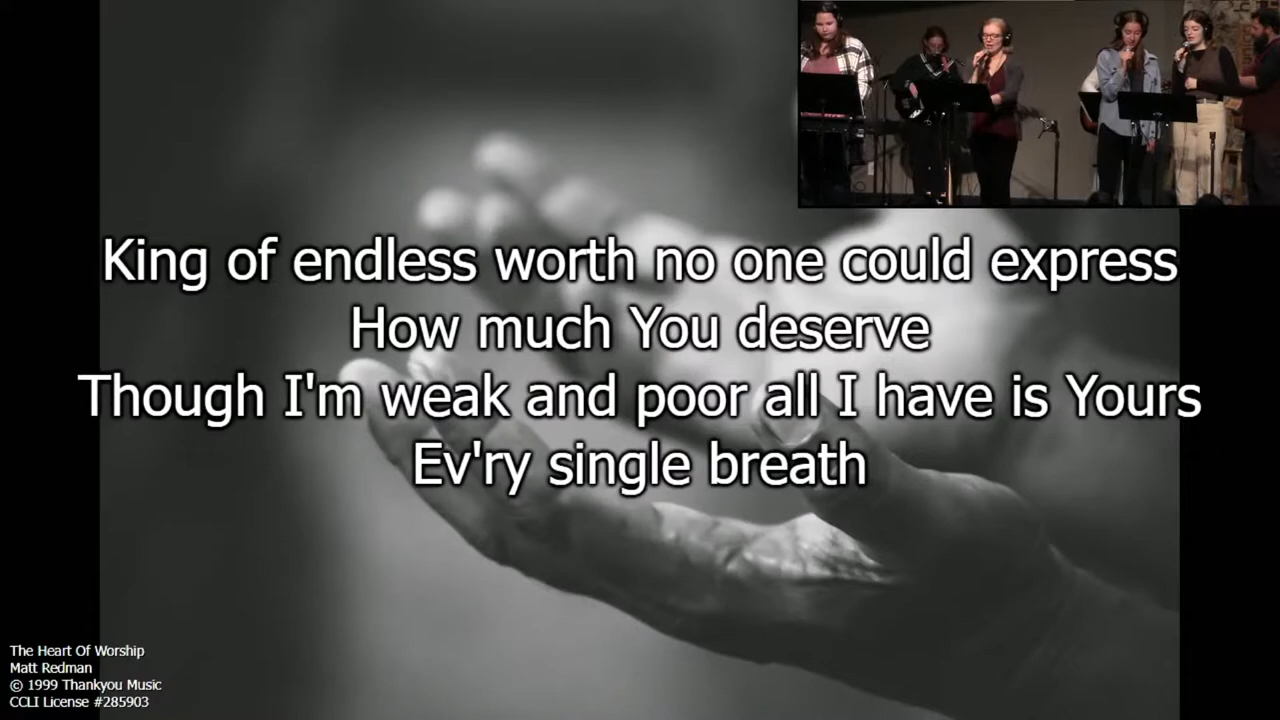 King of endless worth no one could express
How much You deserve
Though I'm weak and poor all I have is Yours
Ev'ry single breath
The Heart Of Worship
Matt Redman
© 1999 Thankyou Music
CCLI License #285903